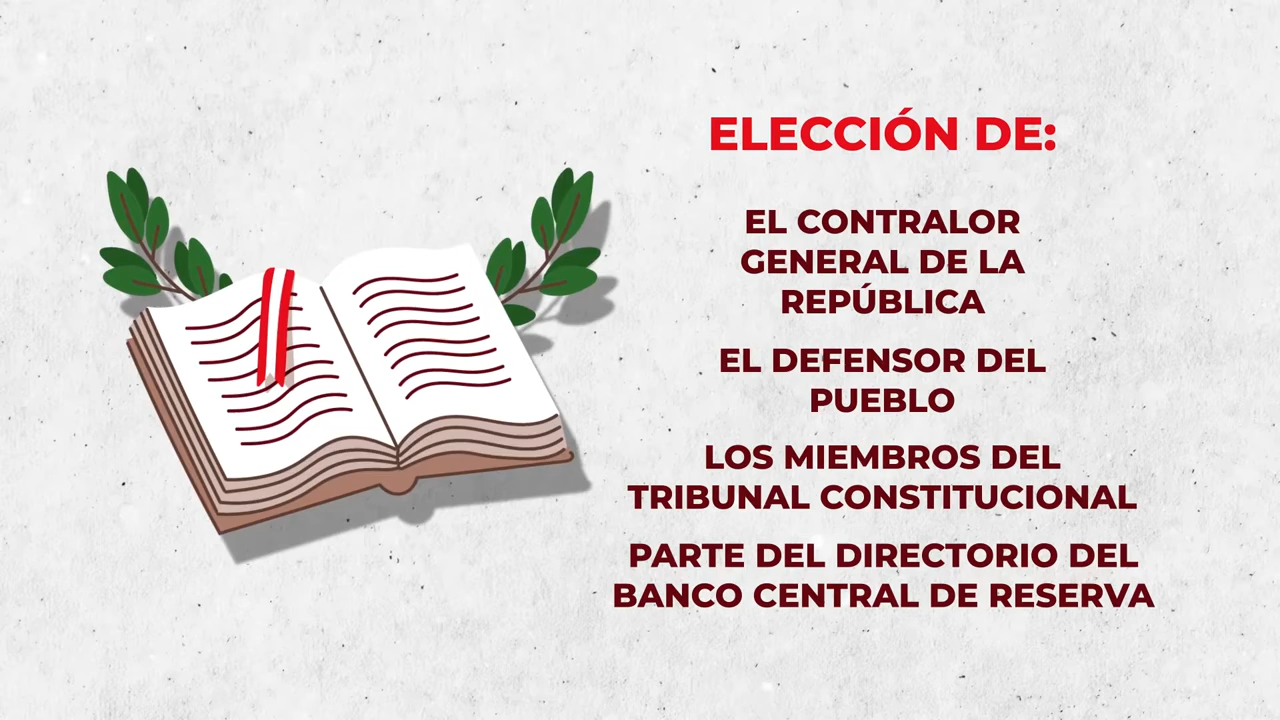 ELECCIÓN DE:
EL CONTRALOR
GENERAL DE LA
REPÚBLICA
EL DEFENSOR DEL
PUEBLO
LOS MIEMBROS DEL
TRIBUNAL CONSTITUCIONAL
PARTE DEL DIRECTORIO DEL
BANCO CENTRAL DE RESERVA